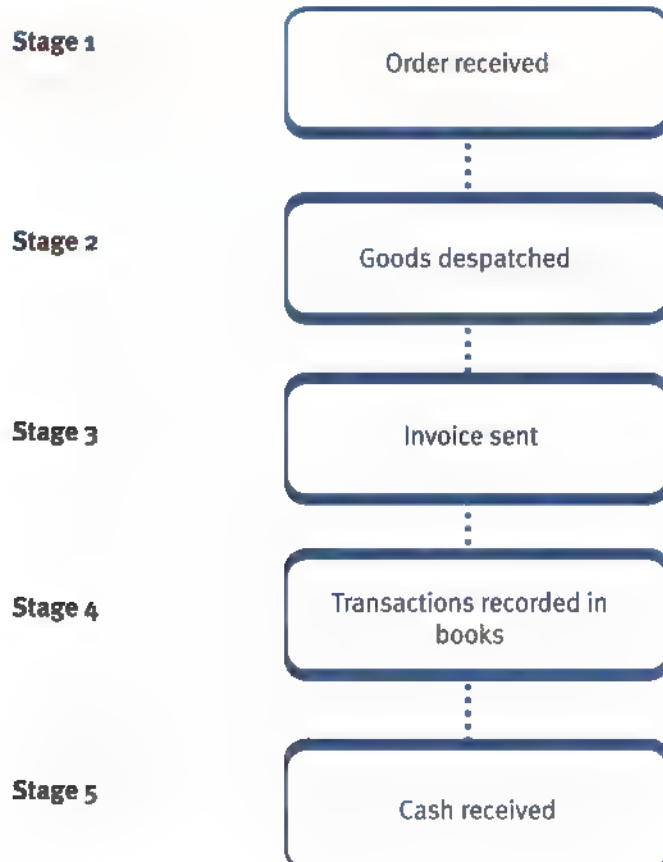 Stage 1
Order received
Stage 2
Goods despatched
Stage 3
Invoice sent
Stage 4
Transactions recorded in
books
Stage 5
Cash received